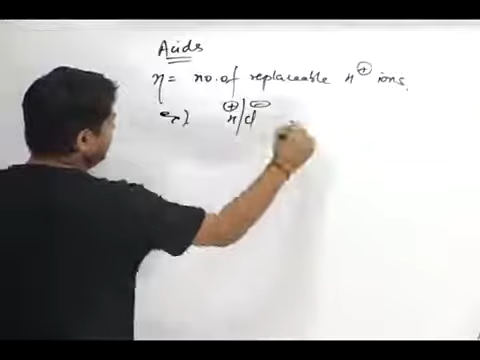 Acids
η = no. of replaceable H⊕ ions.
eg) H⊕/Cl⊖